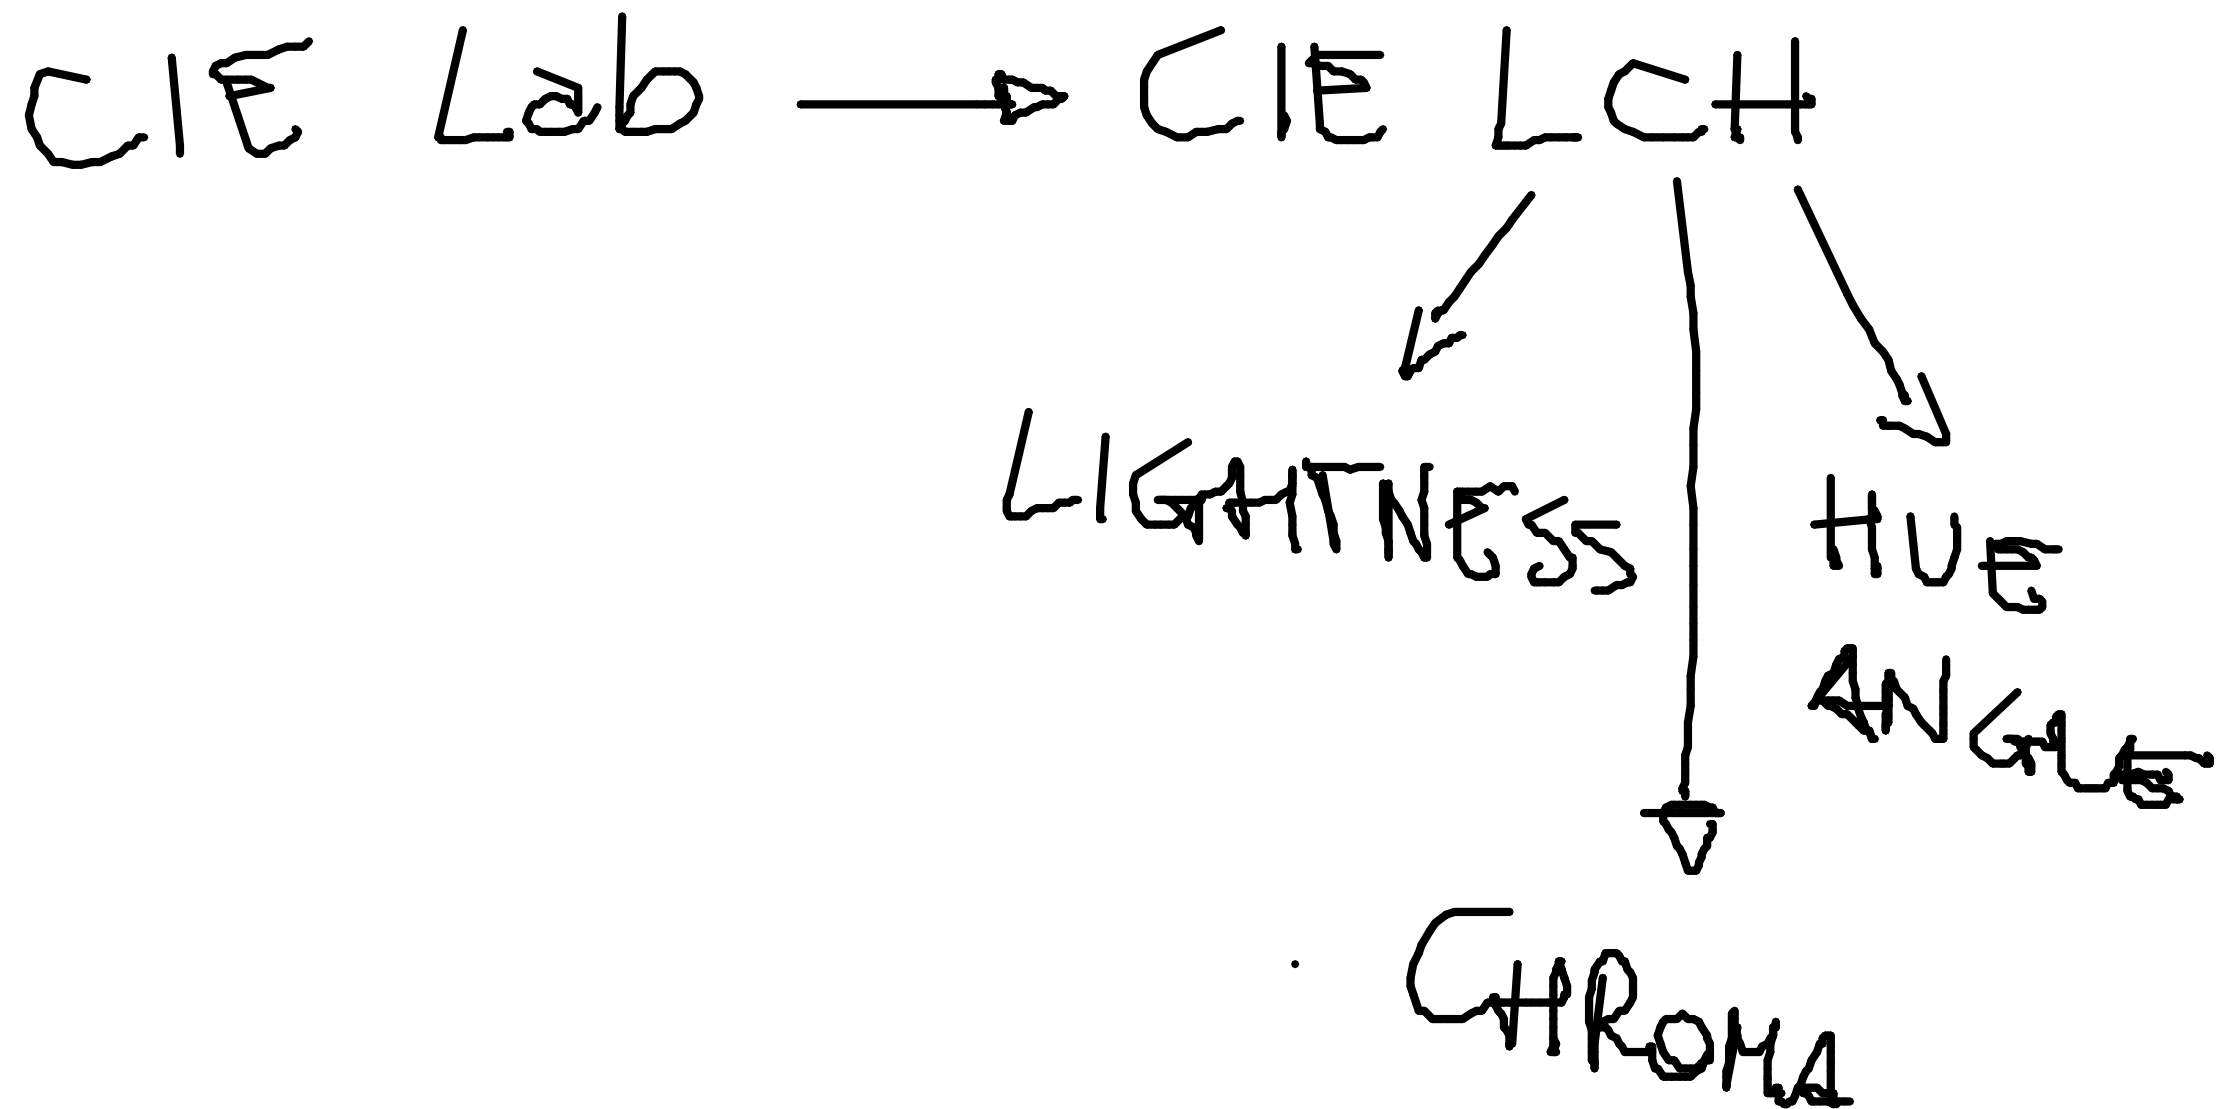 CIE Lab → CIE LCH
LIGHTNESS
HUE
ANGLE
CHROMA